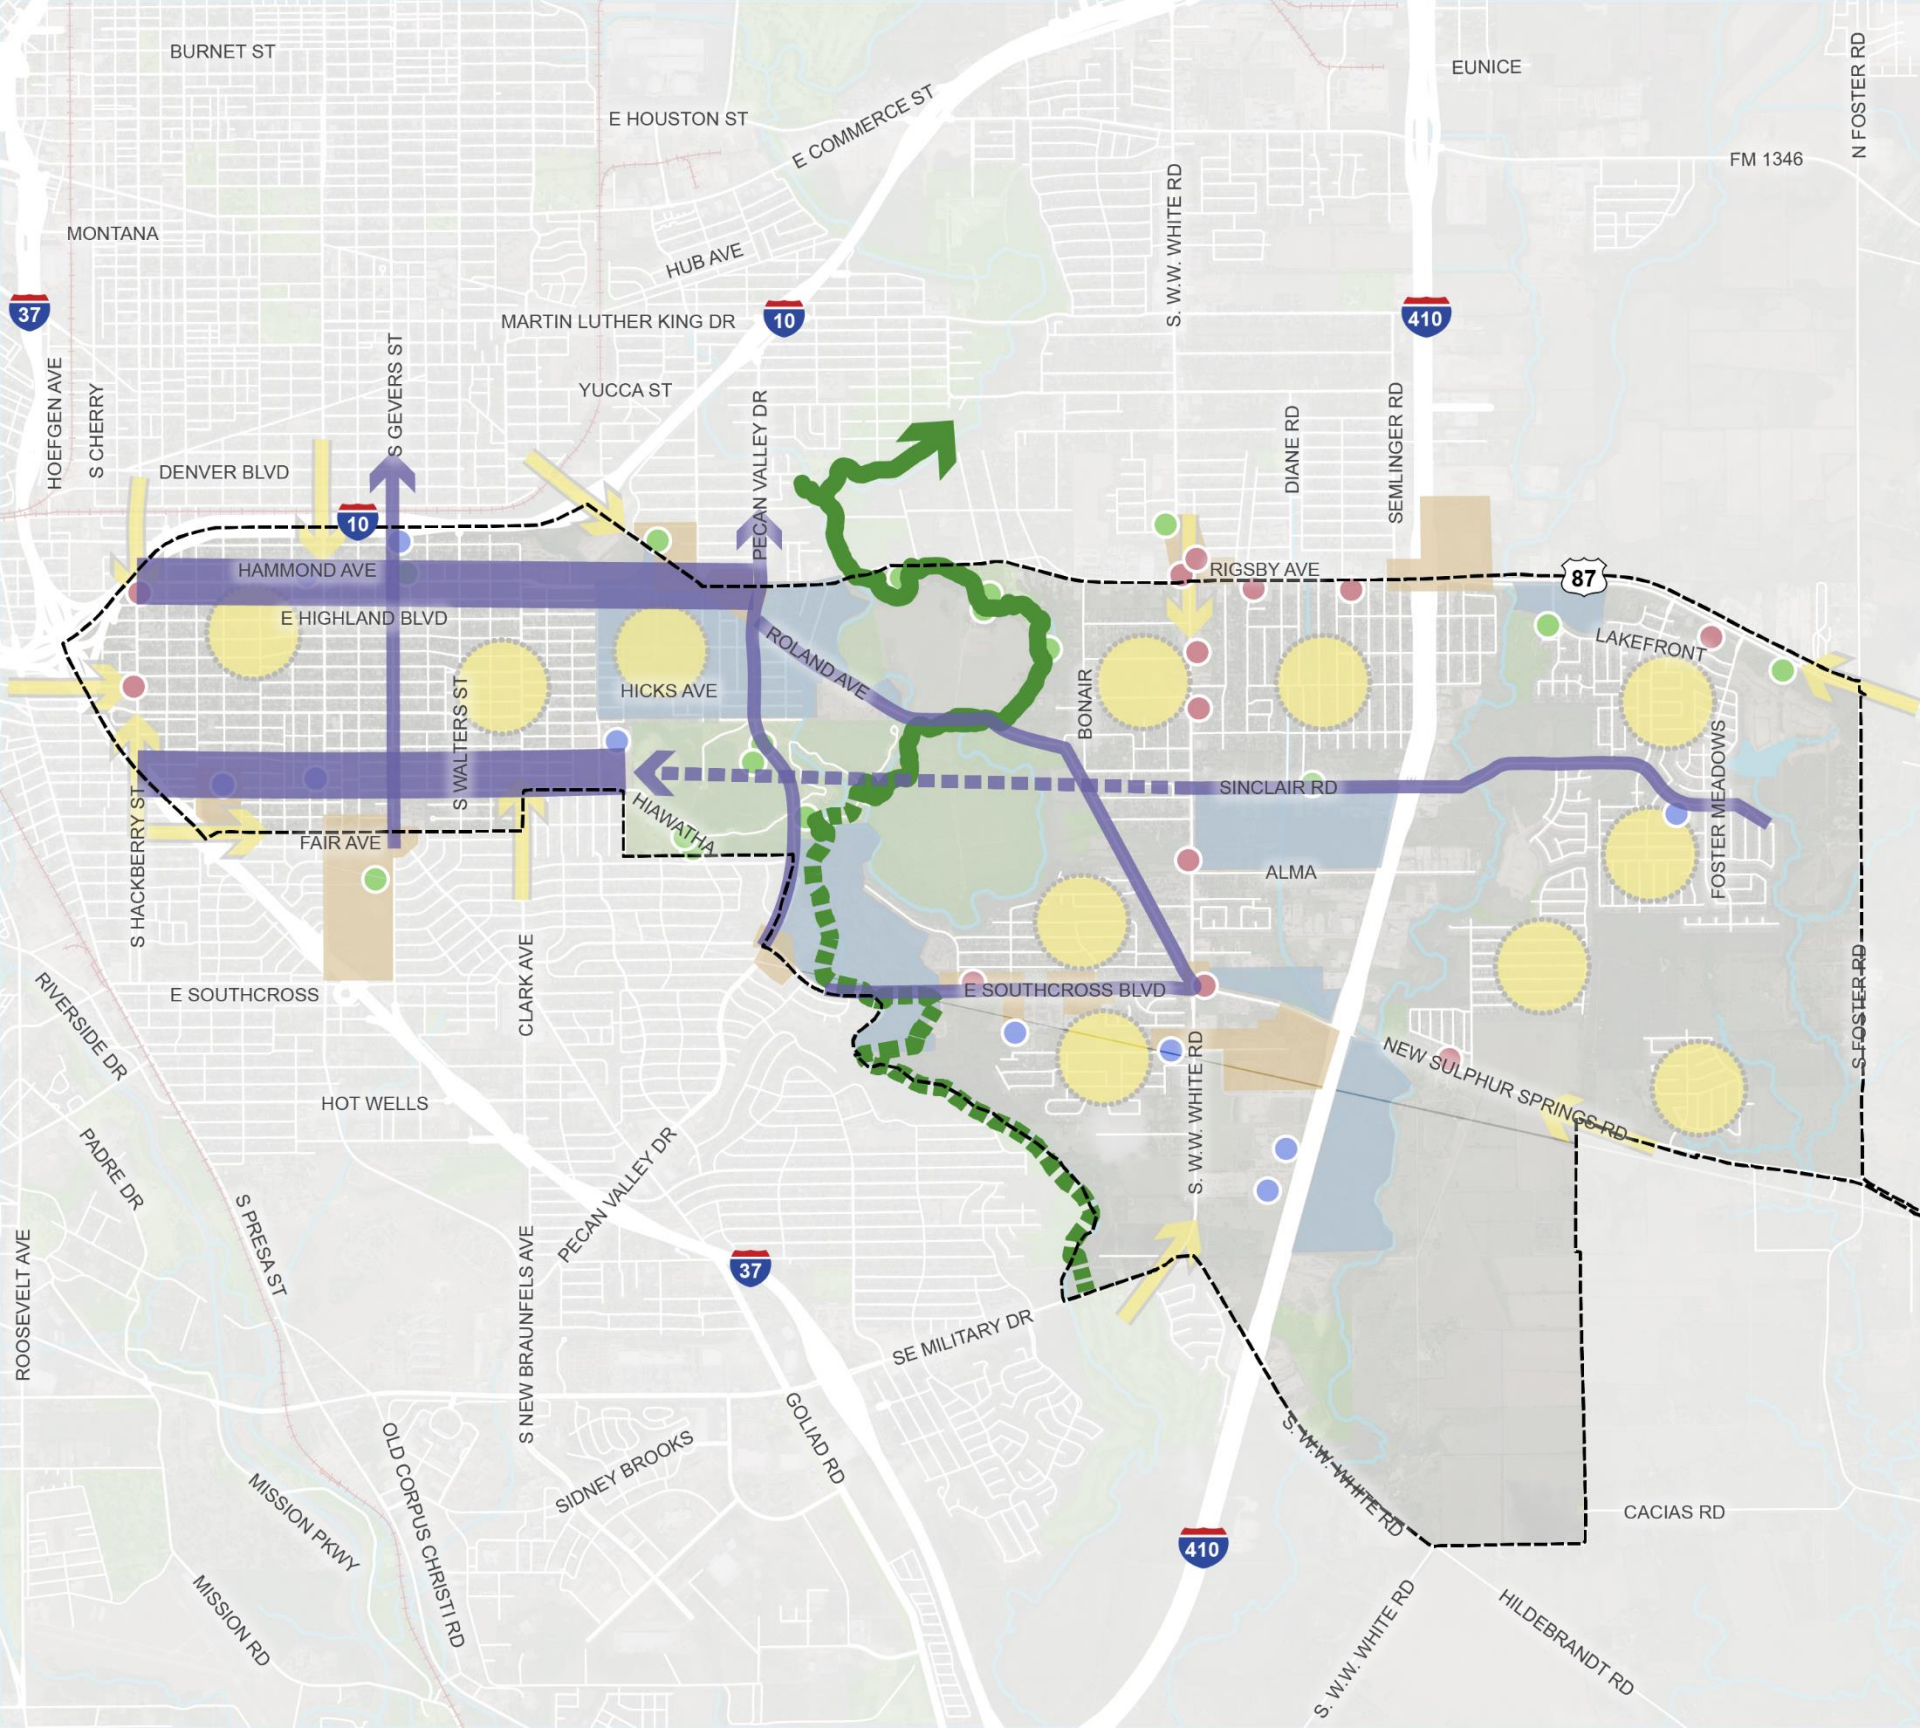 BURNET ST
EUNICE
N FOSTER RD
E HOUSTON ST
E COMMERCE ST
FM 1346
S. W.W. WHITE RD
MONTANA
HUB AVE
37
MARTIN LUTHER KING DR
10
410
HOEFGEN AVE
S CHERRY
S GEVERS ST
YUCCA ST
PECAN VALLEY DR
DIANE RD
SEMLINGER RD
DENVER BLVD
10
HAMMOND AVE
RIGSBY AVE
87
E HIGHLAND BLVD
ROLAND AVE
LAKEFRONT
HICKS AVE
BONAIR
S WALTERS ST
FOSTER MEADOWS
SINCLAIR RD
S HACKBERRY ST
HIAWATHA
FAIR AVE
ALMA
CLARK AVE
E SOUTHCROSS
E SOUTHCROSS BLVD
S FOSTER RD
RIVERSIDE DR
NEW SULPHUR SPRINGS RD
HOT WELLS
S. W.W. WHITE RD
PADRE DR
PECAN VALLEY DR
S PRESA ST
ROOSEVELT AVE
S NEW BRAUNFELS AVE
37
SE MILITARY DR
GOLIAD RD
OLD CORPUS CHRISTI RD
SIDNEY BROOKS
S. W.W. WHITE RD
MISSION PKWY
CACIAS RD
410
MISSION RD
S. W.W. WHITE RD
HILDEBRANDT RD